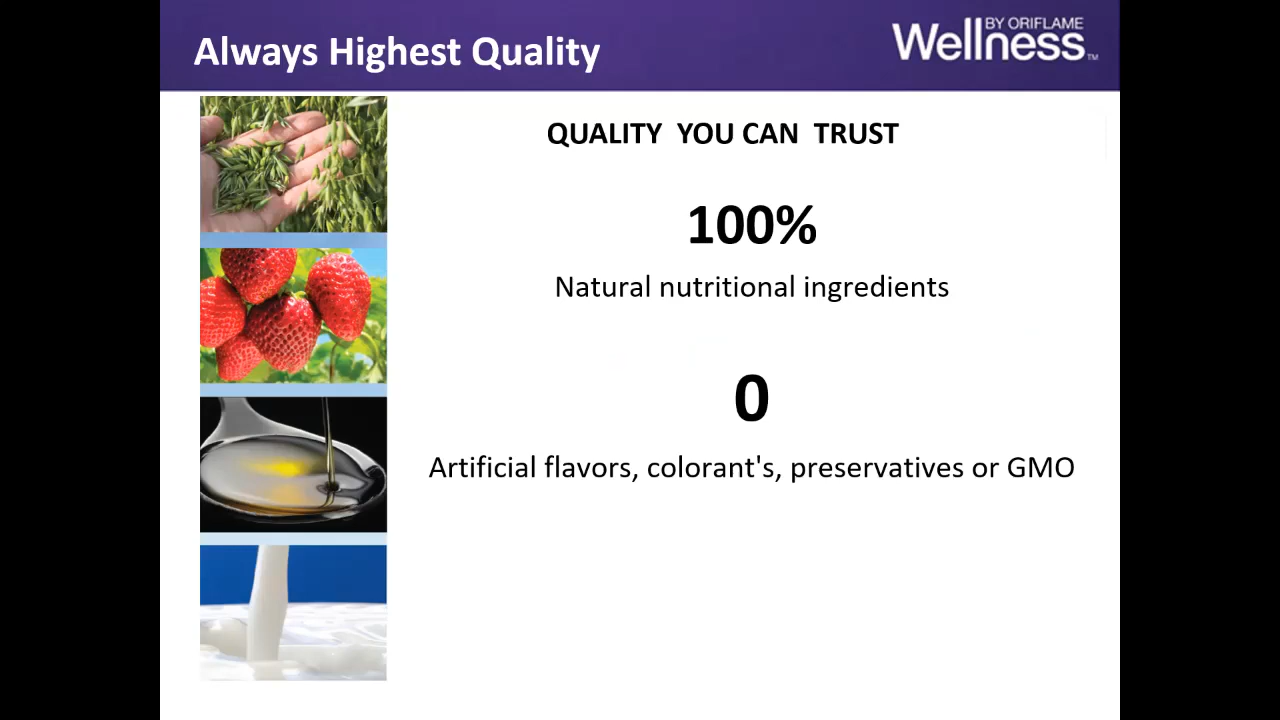 Always Highest Quality
BY ORIFLAME
Wellness™
QUALITY YOU CAN TRUST
100%
Natural nutritional ingredients
0
Artificial flavors, colorant's, preservatives or GMO